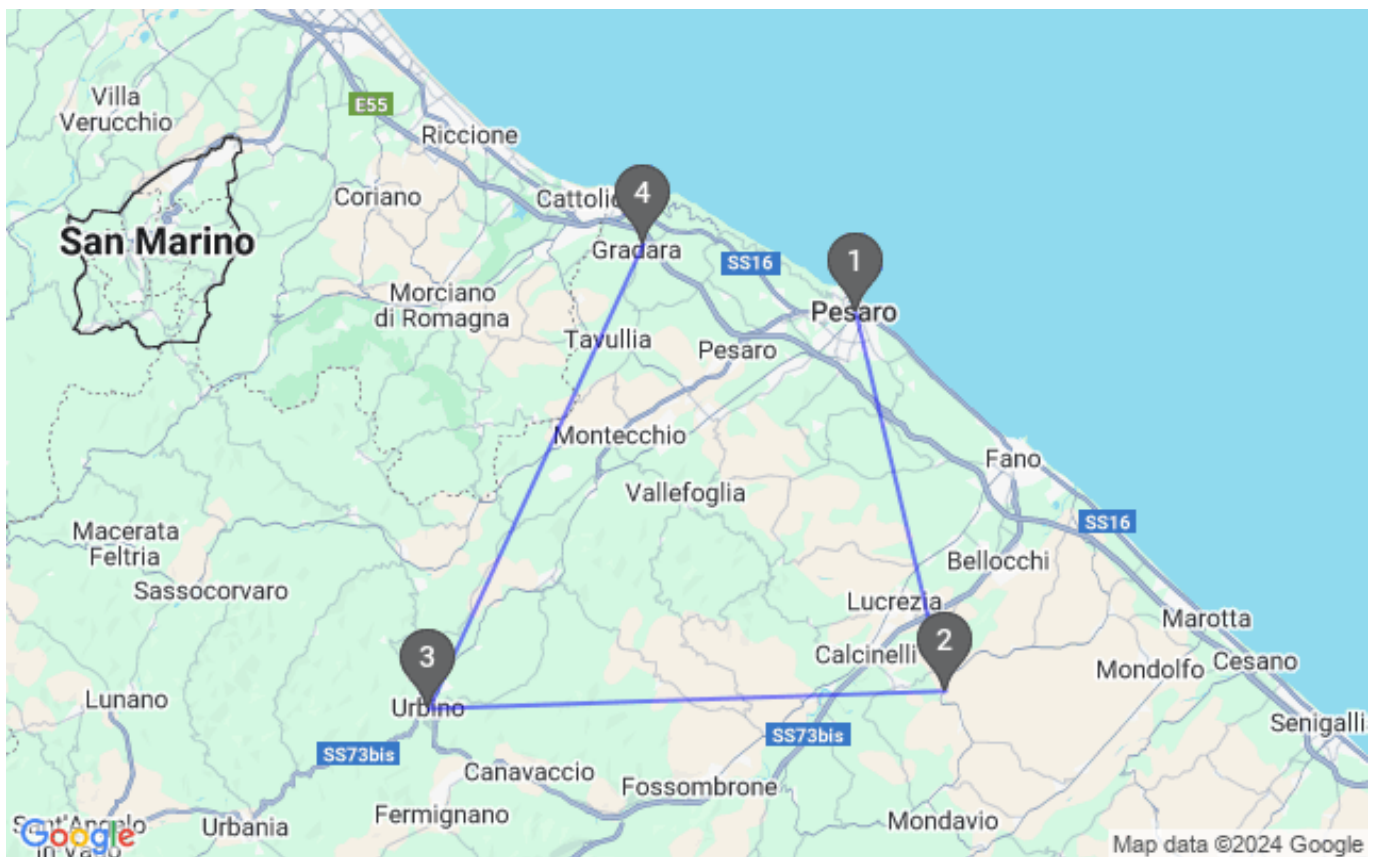 Villa
Verucchio
E55
Riccione
Coriano
Cattolic
4
San Marino
Gradara
SS16
1
Morciano
di Romagna
Pesaro
Tavullia
Pesaro
Montecchio
Fano
Vallefoglia
Macerata
Feltria
SS16
Bellocchi
Sassocorvaro
Lucrezia
Marotta
3
2
Calcinelli
Mondolfo
Cesano
Lunano
Urbino
Senigalli
SS73bis
SS73bis
Canavaccio
Fossombrone
Fermignano
Mondavio
Urbania
Sant'Angelo
in Vado
Google
Map data ©2024 Google